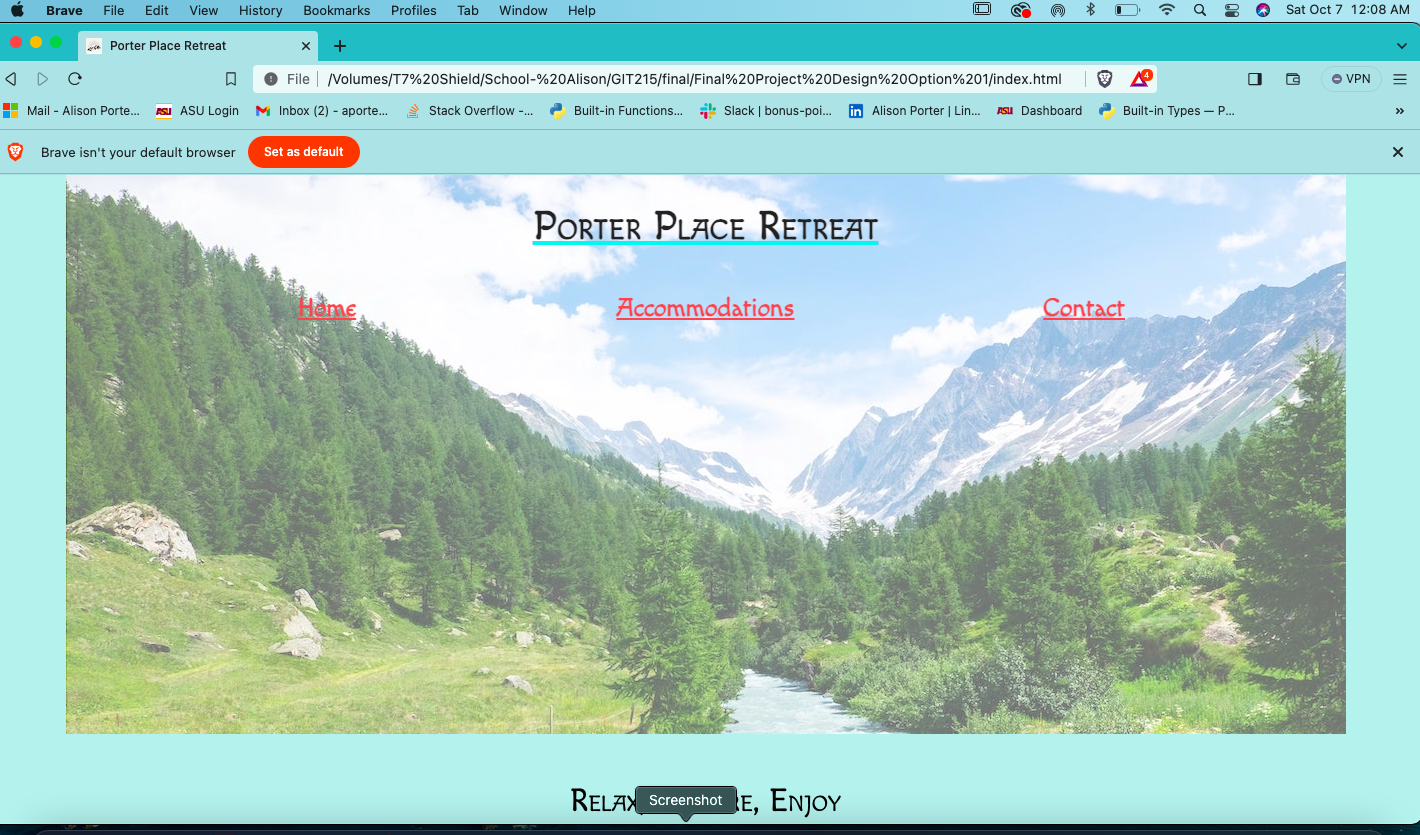 Brave File Edit View History Bookmarks Profiles Tab Window Help Sat Oct 7 12:08 AM
Porter Place Retreat
File /Volumes/T7%20Shield/School-%20Alison/GIT215/final/Final%20Project%20Design%20Option%201/index.html 4 VPN
Mail - Alison Porte... ASU ASU Login Inbox (2) - aporte... Stack Overflow -... Built-in Functions... Slack | bonus-poi... in Alison Porter | Lin... ASU Dashboard Built-in Types — P... »
Brave isn't your default browser Set as default
Porter Place Retreat
Home Accommodations Contact
Enjoy
Screenshot